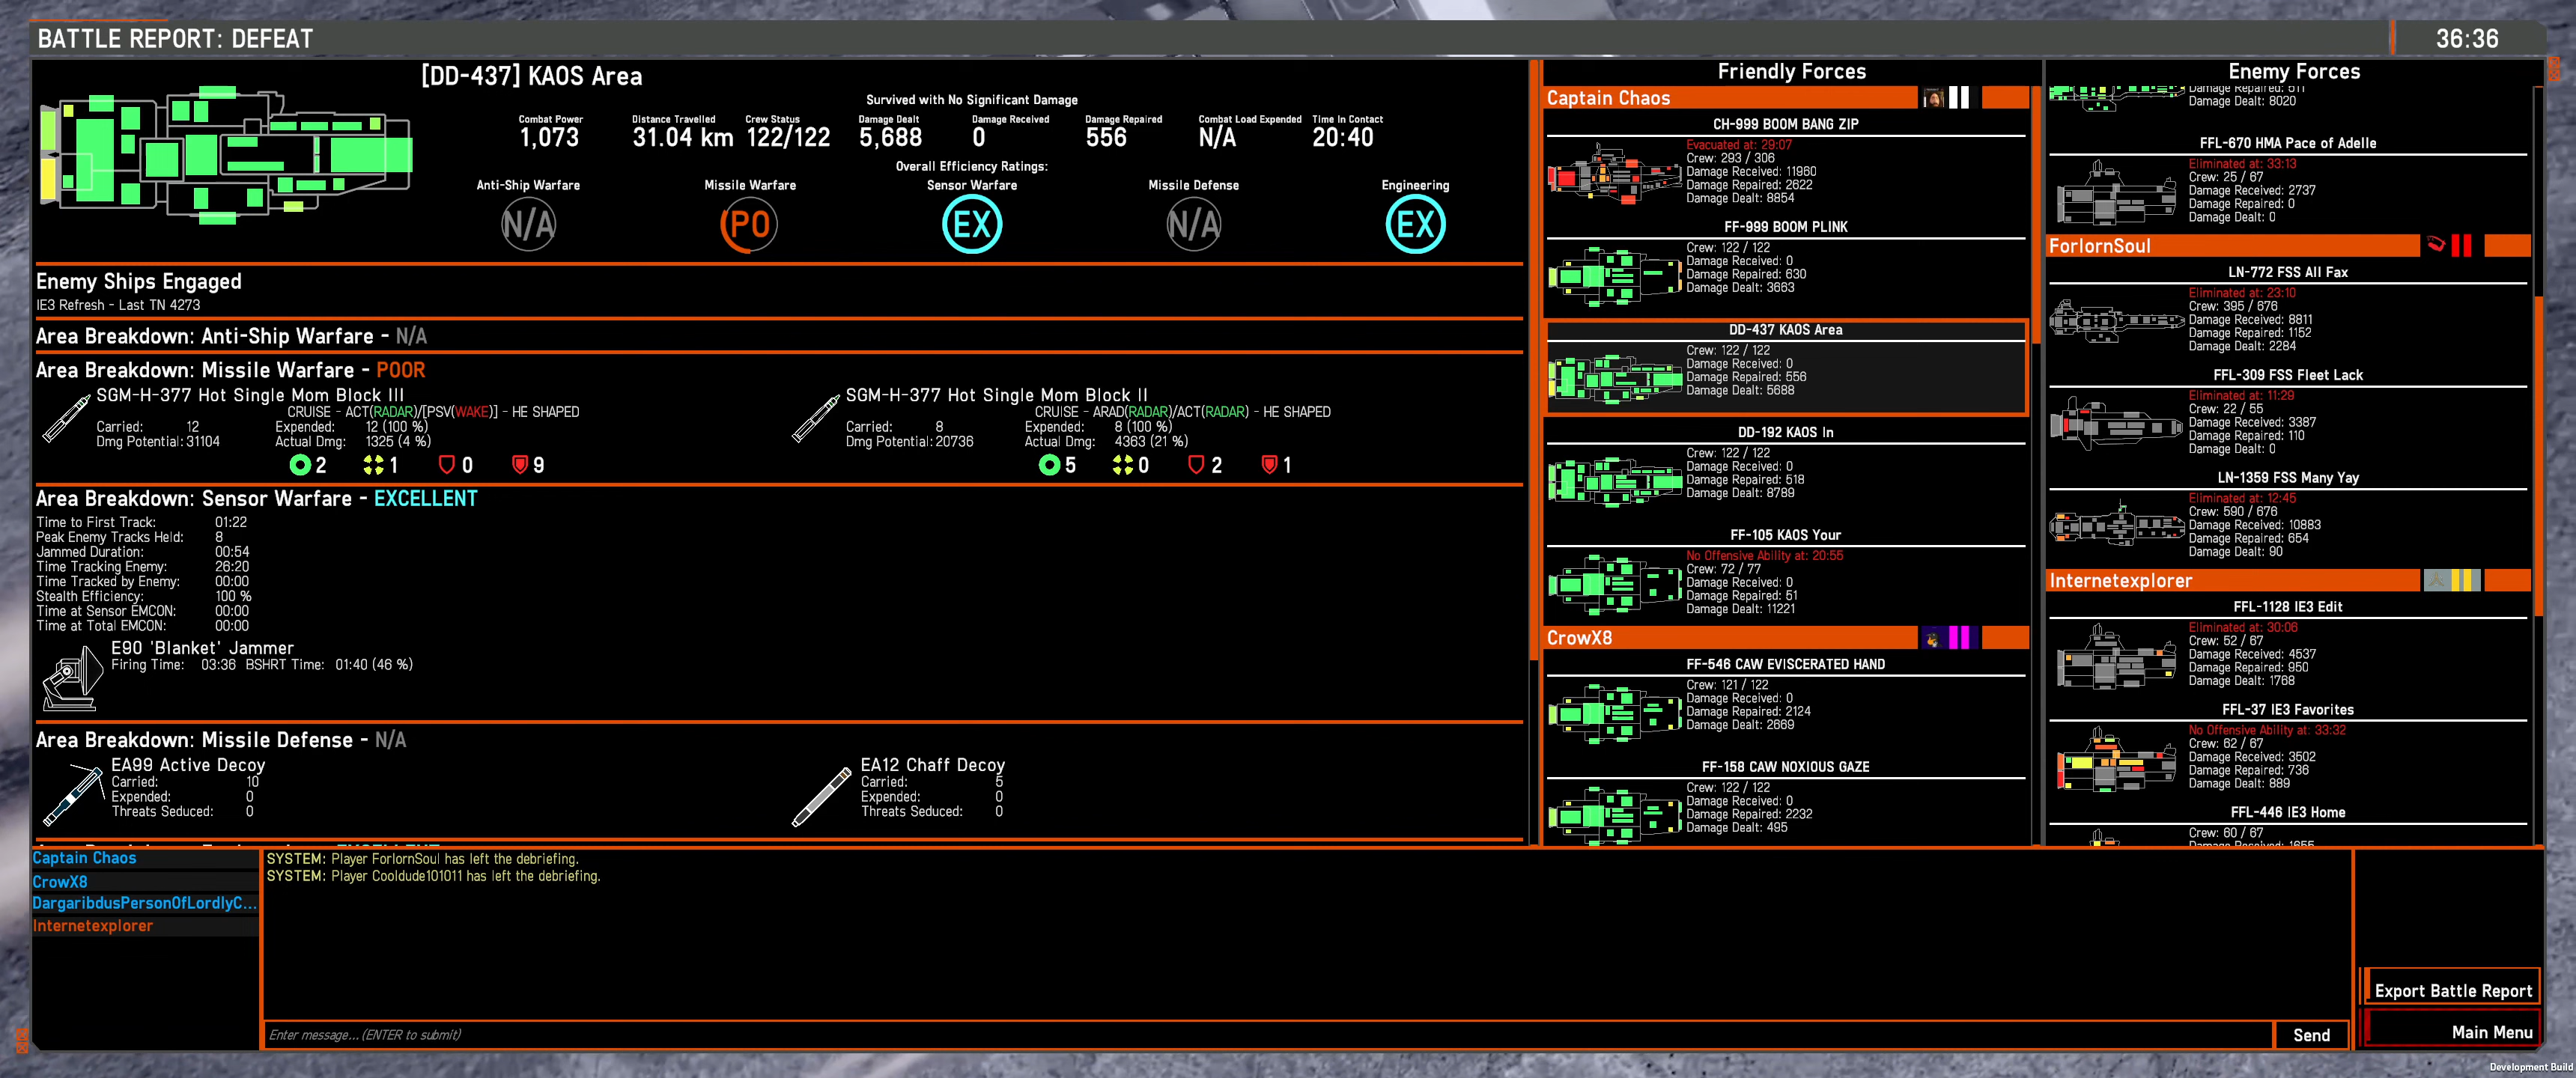 BATTLE REPORT: DEFEAT
36:36
[DD-437] KAOS Area
Survived with No Significant Damage
Combat Power Distance Travelled Crew Status Damage Dealt Damage Received Damage Repaired Combat Load Expended Time In Contact
1,073 31.04 km 122/122 5,688 0 556 N/A 20:40
Overall Efficiency Ratings:
Anti-Ship Warfare Missile Warfare Sensor Warfare Missile Defense Engineering
N/A PO EX N/A EX
Enemy Ships Engaged
IE3 Refresh - Last TN 4273
Area Breakdown: Anti-Ship Warfare - N/A
Area Breakdown: Missile Warfare - POOR
SGM-H-377 Hot Single Mom Block III
CRUISE - ACT(RADAR)/[PSV(WAKE)] - HE SHAPED
Carried: 12 Expended: 12 (100 %)
Dmg Potential: 31104 Actual Dmg: 1325 (4 %)
2 1 0 9
SGM-H-377 Hot Single Mom Block II
CRUISE - ARAD(RADAR)/ACT(RADAR) - HE SHAPED
Carried: 8 Expended: 8 (100 %)
Dmg Potential: 20736 Actual Dmg: 4363 (21 %)
5 0 2 1
Area Breakdown: Sensor Warfare - EXCELLENT
Time to First Track: 01:22
Peak Enemy Tracks Held: 8
Jammed Duration: 00:54
Time Tracking Enemy: 26:20
Time Tracked by Enemy: 00:00
Stealth Efficiency: 100 %
Time at Sensor EMCON: 00:00
Time at Total EMCON: 00:00
E90 'Blanket' Jammer
Firing Time: 03:36 BSHRT Time: 01:40 (46 %)
Area Breakdown: Missile Defense - N/A
EA99 Active Decoy
Carried: 10
Expended: 0
Threats Seduced: 0
EA12 Chaff Decoy
Carried: 5
Expended: 0
Threats Seduced: 0
Friendly Forces
Captain Chaos
CH-999 BOOM BANG ZIP
Evacuated at: 29:07
Crew: 293 / 306
Damage Received: 11960
Damage Repaired: 2622
Damage Dealt: 8854
FF-999 BOOM PLINK
Crew: 122 / 122
Damage Received: 0
Damage Repaired: 630
Damage Dealt: 3663
DD-437 KAOS Area
Crew: 122 / 122
Damage Received: 0
Damage Repaired: 556
Damage Dealt: 5688
DD-192 KAOS In
Crew: 122 / 122
Damage Received: 0
Damage Repaired: 518
Damage Dealt: 8789
FF-105 KAOS Your
No Offensive Ability at: 20:55
Crew: 72 / 77
Damage Received: 0
Damage Repaired: 51
Damage Dealt: 11221
CrowX8
FF-546 CAW EVISCERATED HAND
Crew: 121 / 122
Damage Received: 0
Damage Repaired: 2124
Damage Dealt: 2669
FF-158 CAW NOXIOUS GAZE
Crew: 122 / 122
Damage Received: 0
Damage Repaired: 2232
Damage Dealt: 495
Enemy Forces
Damage Repaired: 611
Damage Dealt: 8020
FFL-670 HMA Pace of Adelle
Eliminated at: 33:13
Crew: 25 / 67
Damage Received: 2737
Damage Repaired: 0
Damage Dealt: 0
ForlornSoul
LN-772 FSS All Fax
Eliminated at: 23:10
Crew: 395 / 676
Damage Received: 8811
Damage Repaired: 1152
Damage Dealt: 2284
FFL-309 FSS Fleet Lack
Eliminated at: 11:29
Crew: 22 / 55
Damage Received: 3387
Damage Repaired: 110
Damage Dealt: 0
LN-1359 FSS Many Yay
Eliminated at: 12:45
Crew: 590 / 676
Damage Received: 10883
Damage Repaired: 654
Damage Dealt: 90
Internetexplorer
FFL-1128 IE3 Edit
Eliminated at: 30:06
Crew: 52 / 67
Damage Received: 4537
Damage Repaired: 950
Damage Dealt: 1768
FFL-37 IE3 Favorites
No Offensive Ability at: 33:32
Crew: 62 / 67
Damage Received: 3502
Damage Repaired: 736
Damage Dealt: 889
FFL-446 IE3 Home
Crew: 60 / 67
Damage Received: 1655
Captain Chaos
CrowX8
DargaribdusPersonOfLordlyC...
Internetexplorer
SYSTEM: Player ForlornSoul has left the debriefing.
SYSTEM: Player Cooldude101011 has left the debriefing.
Enter message... (ENTER to submit)
Send
Export Battle Report
Main Menu
Development Build